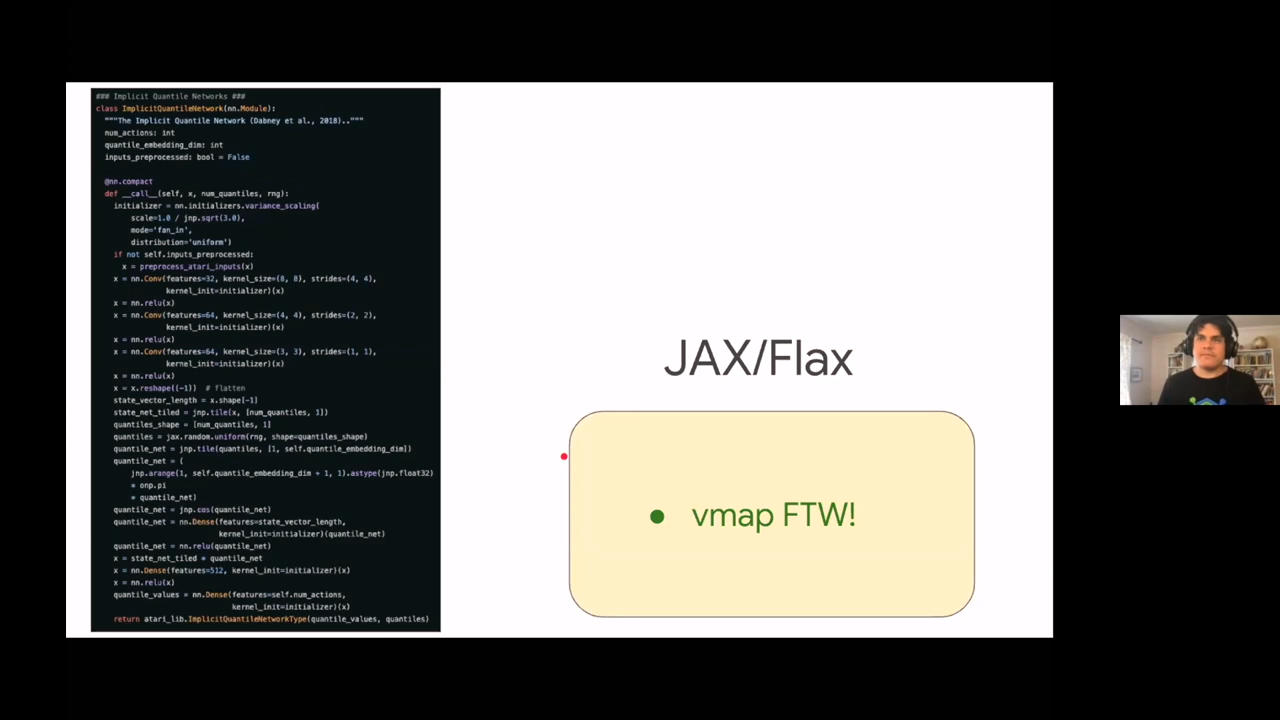 ### Implicit Quantile Networks ###
class ImplicitQuantileNetwork(nn.Module):
"""The Implicit Quantile Network (Dabney et al., 2018).."""
num_actions: int
quantile_embedding_dim: int
inputs_preprocessed: bool = False
@nn.compact
def __call__(self, x, num_quantiles, rng):
initializer = nn.initializers.variance_scaling(
scale=1.0 / jnp.sqrt(3.0),
mode='fan_in',
distribution='uniform')
if not self.inputs_preprocessed:
x = preprocess_atari_inputs(x)
x = nn.Conv(features=32, kernel_size=(8, 8), strides=(4, 4),
kernel_init=initializer)(x)
x = nn.relu(x)
x = nn.Conv(features=64, kernel_size=(4, 4), strides=(2, 2),
kernel_init=initializer)(x)
x = nn.relu(x)
x = nn.Conv(features=64, kernel_size=(3, 3), strides=(1, 1),
kernel_init=initializer)(x)
x = nn.relu(x)
x = x.reshape((-1)) # flatten
state_vector_length = x.shape[-1]
state_net_tiled = jnp.tile(x, [num_quantiles, 1])
quantiles_shape = [num_quantiles, 1]
quantiles = jax.random.uniform(rng, shape=quantiles_shape)
quantile_net = jnp.tile(quantiles, [1, self.quantile_embedding_dim])
quantile_net = (
jnp.arange(1, self.quantile_embedding_dim + 1, 1).astype(jnp.float32)
* onp.pi
* quantile_net)
quantile_net = jnp.cos(quantile_net)
quantile_net = nn.Dense(features=state_vector_length,
kernel_init=initializer)(quantile_net)
quantile_net = nn.relu(quantile_net)
x = state_net_tiled * quantile_net
x = nn.Dense(features=512, kernel_init=initializer)(x)
x = nn.relu(x)
quantile_values = nn.Dense(features=self.num_actions,
kernel_init=initializer)(x)
return atari_lib.ImplicitQuantileNetworkType(quantile_values, quantiles)
JAX/Flax
● vmap FTW!